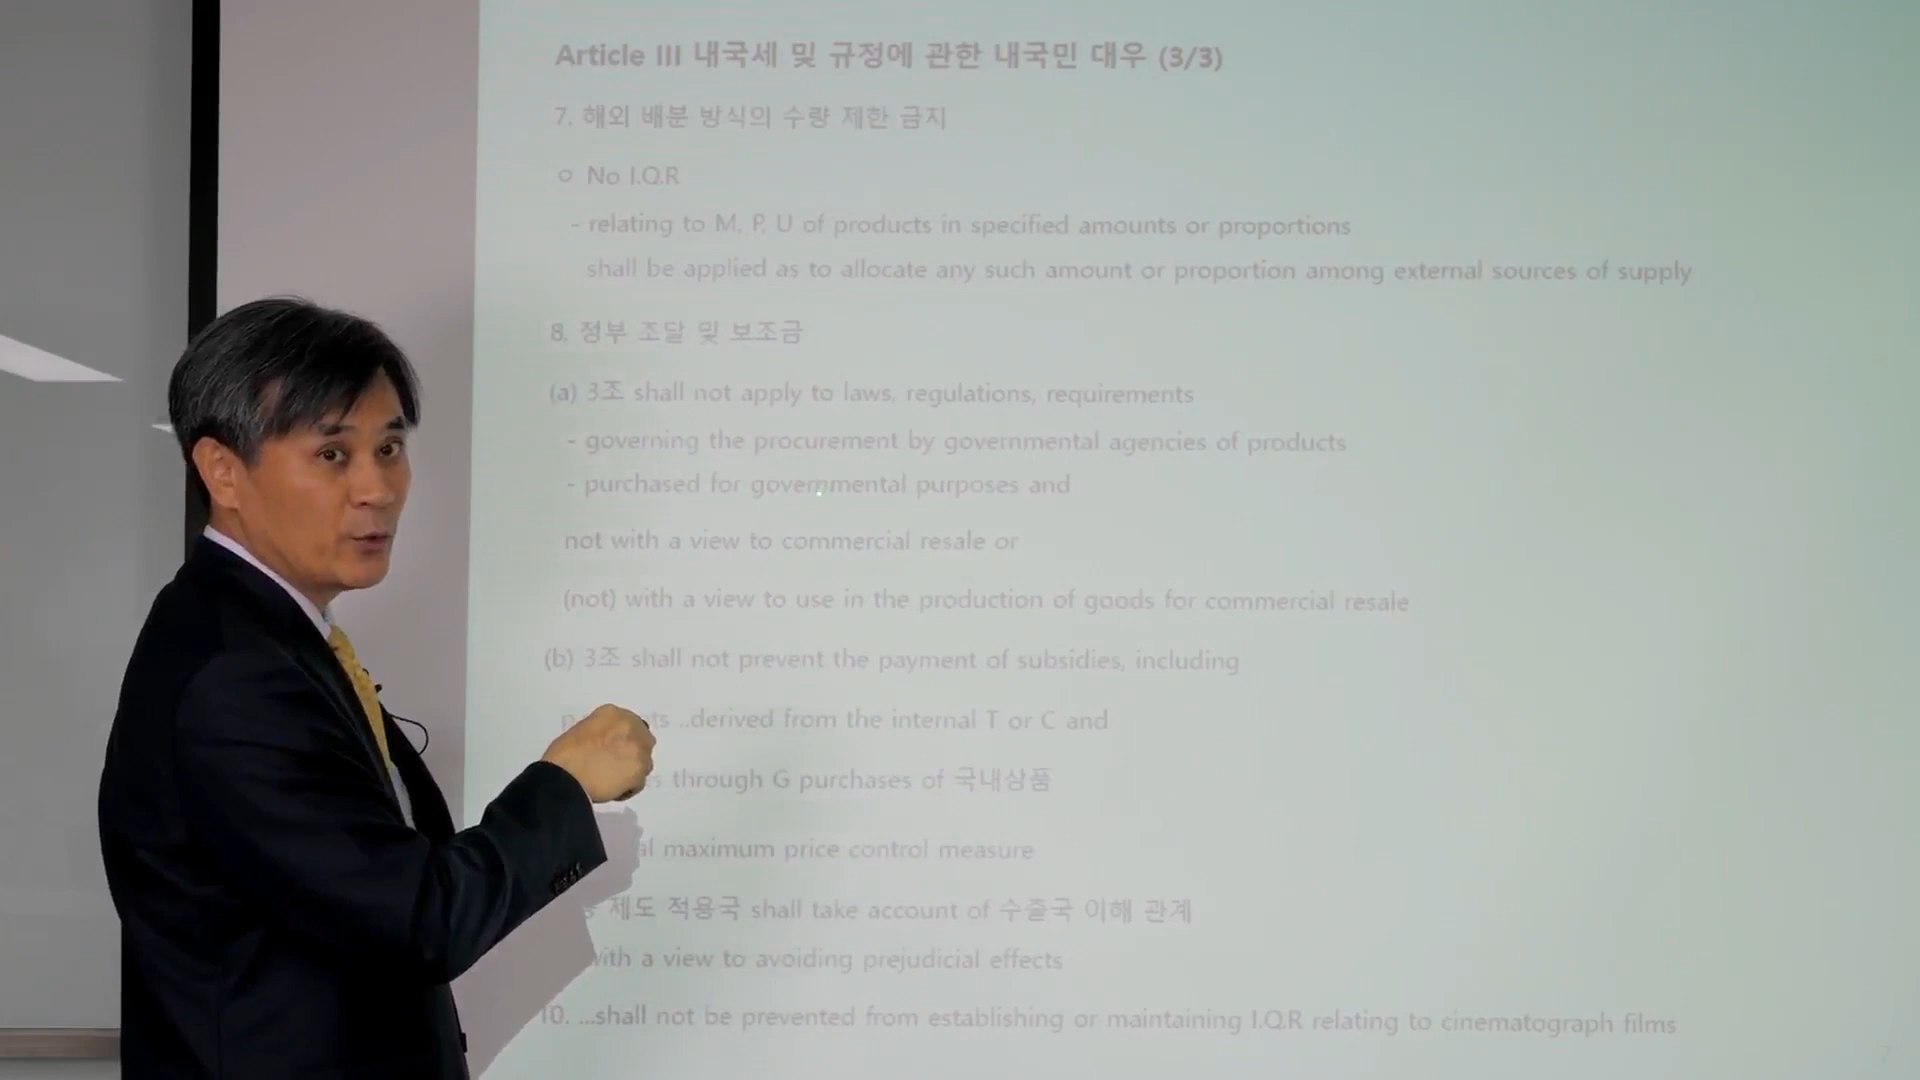 Article III 내국세 및 규정에 관한 내국민 대우 (3/3)
7. 해외 배분 방식의 수량 제한 금지
○ No I.Q.R
- relating to M, P, U of products in specified amounts or proportions
shall be applied as to allocate any such amount or proportion among external sources of supply
8. 정부 조달 및 보조금
(a) 3조 shall not apply to laws, regulations, requirements
- governing the procurement by governmental agencies of products
- purchased for governmental purposes and
not with a view to commercial resale or
(not) with a view to use in the production of goods for commercial resale
(b) 3조 shall not prevent the payment of subsidies, including
..derived from the internal T or C and
through G purchases of 국내상품
maximum price control measure
제도 적용국 shall take account of 수출국 이해 관계
with a view to avoiding prejudicial effects
10. ...shall not be prevented from establishing or maintaining I.Q.R relating to cinematograph films